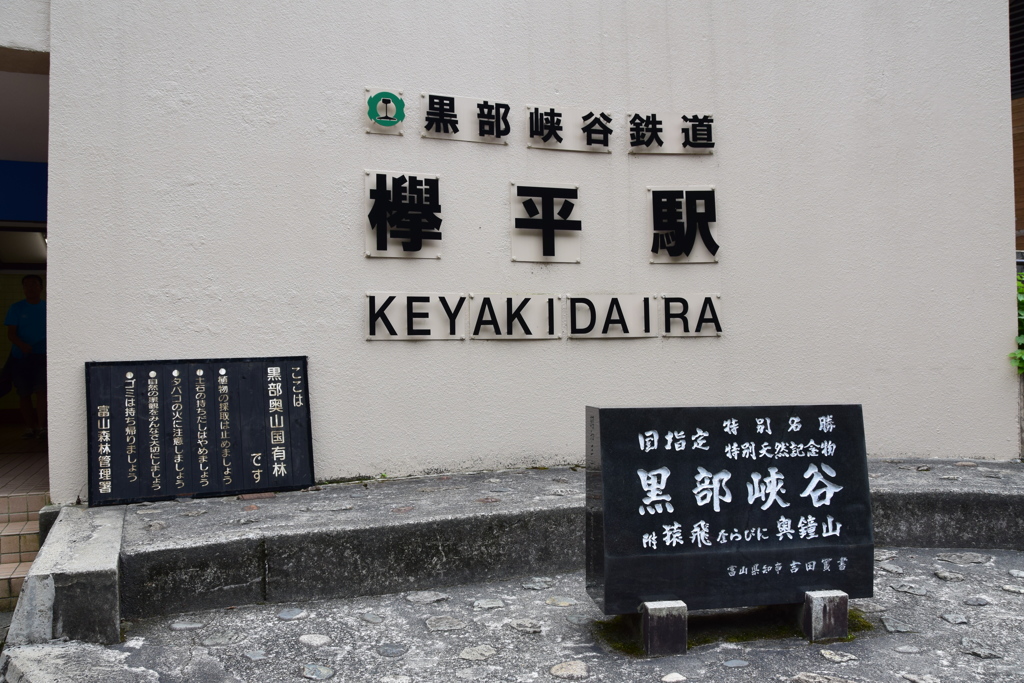 黒部峡谷鉄道
欅平駅
KEYAKIDAIRA
ここは
黒部奥山国有林
です
植物の採取は止めましょう
土石の持ちだしはやめましょう
タバコの火に注意しましょう
自然の景観をみんなで大切にしましょう
ゴミは持ち帰りましょう
富山森林管理署
国指定
特別名勝
特別天然記念物
黒部峡谷
附猿飛ならびに奥鐘山
富山県知事 吉田實書